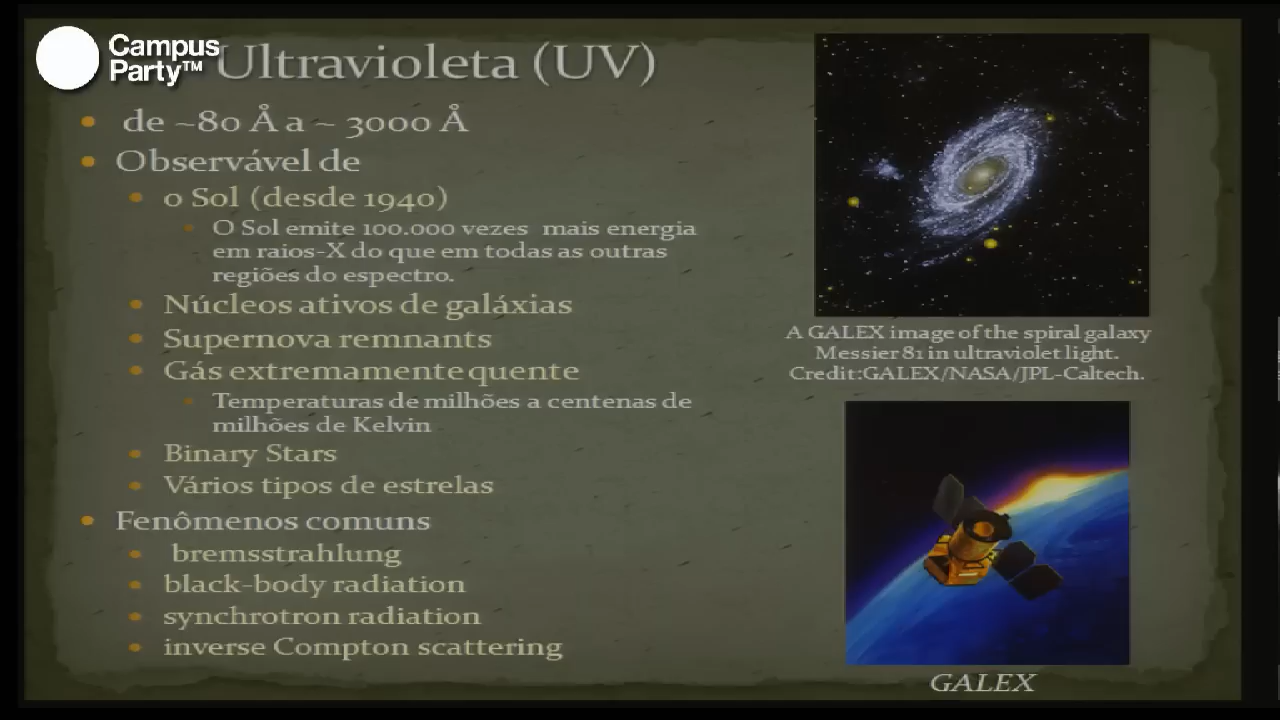 Campus
Party™
Ultravioleta (UV)
de ~80 Å a ~ 3000 Å
Observável de
o Sol (desde 1940)
O Sol emite 100.000 vezes mais energia
em raios-X do que em todas as outras
regiões do espectro.
Núcleos ativos de galáxias
Supernova remnants
Gás extremamente quente
Temperaturas de milhões a centenas de
milhões de Kelvin
Binary Stars
Vários tipos de estrelas
Fenômenos comuns
bremsstrahlung
black-body radiation
synchrotron radiation
inverse Compton scattering
A GALEX image of the spiral galaxy
Messier 81 in ultraviolet light.
Credit:GALEX/NASA/JPL-Caltech.
GALEX